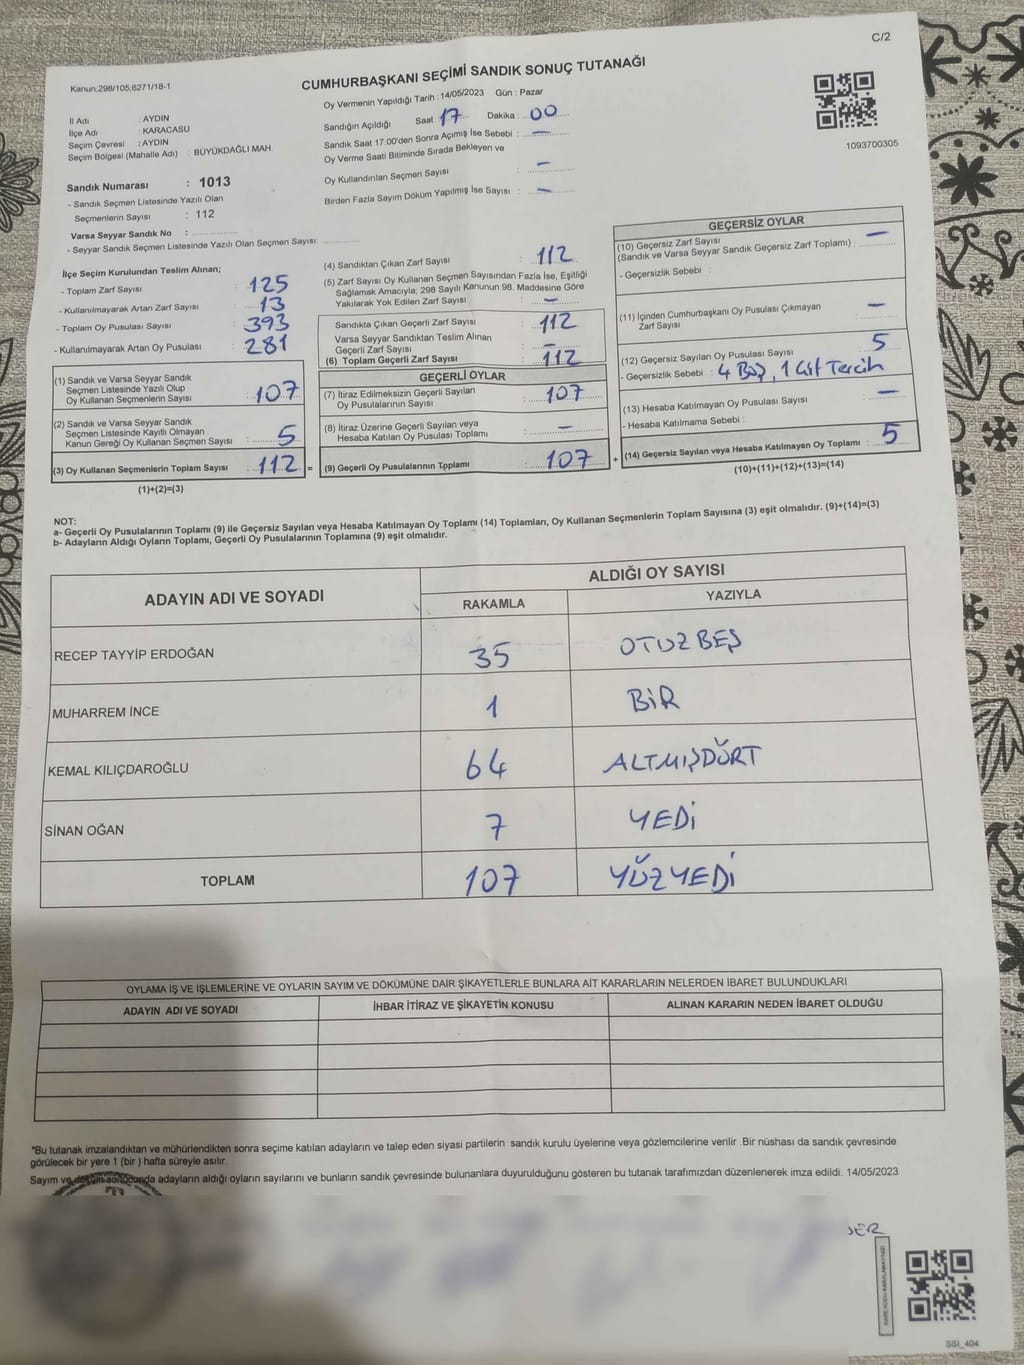 C/2
Kanun;298/105;6271/18-1
CUMHURBAŞKANI SEÇİMİ SANDIK SONUÇ TUTANAĞI
Oy Vermenin Yapıldığı Tarih : 14/05/2023 Gün : Pazar
Sandığın Açıldığı Saat 17 Dakika : 00
Sandık Saat 17:00'den Sonra Açımış İse Sebebi : —
Oy Verme Saati Bitiminde Sırada Bekleyen ve
Oy Kullandırılan Seçmen Sayısı : —
Birden Fazla Sayım Döküm Yapılmış İse Sayısı : —
1093700305
İl Adı : AYDIN
İlçe Adı : KARACASU
Seçim Çevresi : AYDIN
Seçim Bölgesi (Mahalle Adı) : BÜYÜKDAĞLI MAH.
Sandık Numarası : 1013
- Sandık Seçmen Listesinde Yazılı Olan
Seçmenlerin Sayısı : 112
Varsa Seyyar Sandık No :
- Seyyar Sandık Seçmen Listesinde Yazılı Olan Seçmen Sayısı:
İlçe Seçim Kurulundan Teslim Alınan;
- Toplam Zarf Sayısı : 125
- Kullanılmayarak Artan Zarf Sayısı : 13
- Toplam Oy Pusulası Sayısı : 393
- Kullanılmayarak Artan Oy Pusulası : 281
(1) Sandık ve Varsa Seyyar Sandık
Seçmen Listesinde Yazılı Olup
Oy Kullanan Seçmenlerin Sayısı : 107
(2) Sandık ve Varsa Seyyar Sandık
Seçmen Listesinde Kayıtlı Olmayan
Kanun Gereği Oy Kullanan Seçmen Sayısı : 5
(3) Oy Kullanan Seçmenlerin Toplam Sayısı : 112 =
(1)+(2)=(3)
(4) Sandıktan Çıkan Zarf Sayısı : 112
(5) Zarf Sayısı Oy Kullanan Seçmen Sayısından Fazla İse, Eşitliği
Sağlamak Amacıyla; 298 Sayılı Kanunun 98. Maddesine Göre
Yakılarak Yok Edilen Zarf Sayısı : —
Sandıkta Çıkan Geçerli Zarf Sayısı : 112
Varsa Seyyar Sandıktan Teslim Alınan
Geçerli Zarf Sayısı : —
(6) Toplam Geçerli Zarf Sayısı : 112
GEÇERLİ OYLAR
(7) İtiraz Edilmeksizin Geçerli Sayılan
Oy Pusulalarının Sayısı : 107
(8) İtiraz Üzerine Geçerli Sayılan veya
Hesaba Katılan Oy Pusulası Toplamı : —
(9) Geçerli Oy Pusulalarının Toplamı : 107 +
GEÇERSİZ OYLAR
(10) Geçersiz Zarf Sayısı
(Sandık ve Varsa Seyyar Sandık Geçersiz Zarf Toplamı) : —
- Geçersizlik Sebebi :
(11) İçinden Cumhurbaşkanı Oy Pusulası Çıkmayan
Zarf Sayısı : —
(12) Geçersiz Sayılan Oy Pusulası Sayısı : 5
- Geçersizlik Sebebi : 4 Boş, 1 Çift Tercih
(13) Hesaba Katılmayan Oy Pusulası Sayısı : —
- Hesaba Katılmama Sebebi :
(14) Geçersiz Sayılan veya Hesaba Katılmayan Oy Toplamı : 5
(10)+(11)+(12)+(13)=(14)
NOT:
a- Geçerli Oy Pusulalarının Toplamı (9) ile Geçersiz Sayılan veya Hesaba Katılmayan Oy Toplamı (14) Toplamları, Oy Kullanan Seçmenlerin Toplam Sayısına (3) eşit olmalıdır. (9)+(14)=(3)
b- Adayların Aldığı Oyların Toplamı, Geçerli Oy Pusulalarının Toplamına (9) eşit olmalıdır.
ADAYIN ADI VE SOYADI ALDIĞI OY SAYISI
RAKAMLA YAZIYLA
RECEP TAYYİP ERDOĞAN 35 OTUZBEŞ
MUHARREM İNCE 1 BİR
KEMAL KILIÇDAROĞLU 64 ALTMIŞDÖRT
SİNAN OĞAN 7 YEDİ
TOPLAM 107 YÜZYEDİ
OYLAMA İŞ VE İŞLEMLERİNE VE OYLARIN SAYIM VE DÖKÜMÜNE DAİR ŞİKAYETLERLE BUNLARA AİT KARARLARIN NELERDEN İBARET BULUNDUKLARI
ADAYIN ADI VE SOYADI İHBAR İTİRAZ VE ŞİKAYETİN KONUSU ALINAN KARARIN NEDEN İBARET OLDUĞU
*Bu tutanak imzalandıktan ve mühürlendikten sonra seçime katılan adayların ve talep eden siyasi partilerin sandık kurulu üyelerine veya gözlemcilerine verilir .Bir nüshası da sandık çevresinde
görülecek bir yere 1 (bir ) hafta süreyle asılır.
Sayım ve döküm sonucunda adayların aldığı oyların sayılarını ve bunların sandık çevresinde bulunanlara duyurulduğunu gösteren bu tutanak tarafımızdan düzenlenerek imza edildi. 14/05/2023
SSI_404